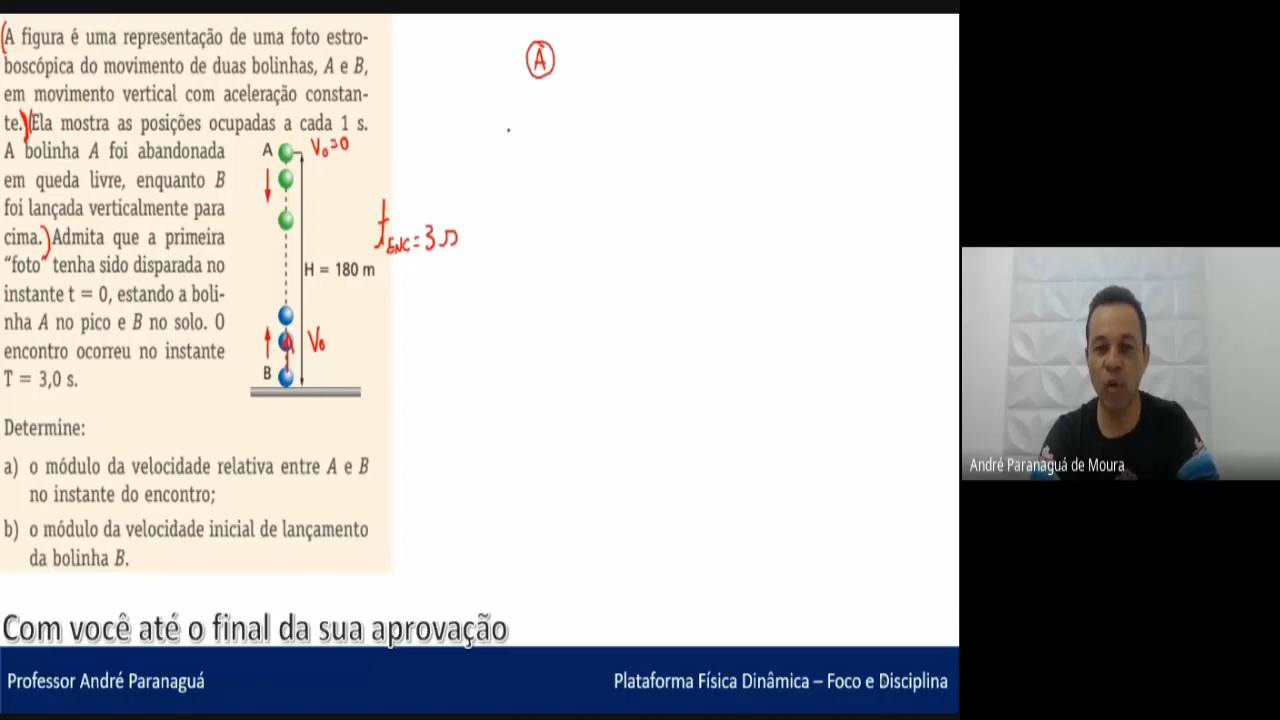 A figura é uma representação de uma foto estro-
boscópica do movimento de duas bolinhas, A e B,
em movimento vertical com aceleração constan-
te. Ela mostra as posições ocupadas a cada 1 s.
A bolinha A foi abandonada
em queda livre, enquanto B
foi lançada verticalmente para
cima. Admita que a primeira
“foto” tenha sido disparada no
instante t = 0, estando a boli-
nha A no pico e B no solo. O
encontro ocorreu no instante
T = 3,0 s.
A
V₀=0
H = 180 m
V₀
B
t ENC = 3 s
A
Determine:
a) o módulo da velocidade relativa entre A e B
no instante do encontro;
b) o módulo da velocidade inicial de lançamento
da bolinha B.
Com você até o final da sua aprovação
Professor André Paranaguá
Plataforma Física Dinâmica – Foco e Disciplina
André Paranaguá de Moura